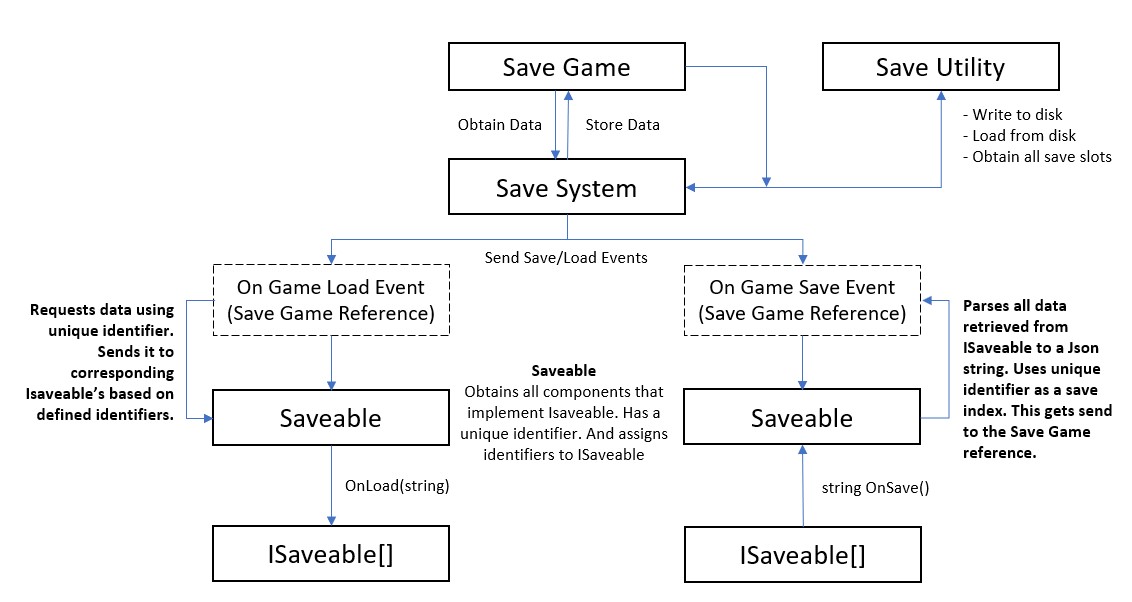 Save Game
Save Utility
Obtain Data
Store Data
- Write to disk
- Load from disk
- Obtain all save slots
Save System
Send Save/Load Events
On Game Load Event
(Save Game Reference)
On Game Save Event
(Save Game Reference)
Requests data using
unique identifier.
Sends it to
corresponding
Isaveable’s based on
defined identifiers.
Parses all data
retrieved from
ISaveable to a Json
string. Uses unique
identifier as a save
index. This gets send
to the Save Game
reference.
Saveable
Saveable
Obtains all components that
implement Isaveable. Has a
unique identifier. And assigns
identifiers to ISaveable
Saveable
OnLoad(string)
string OnSave()
ISaveable[]
ISaveable[]